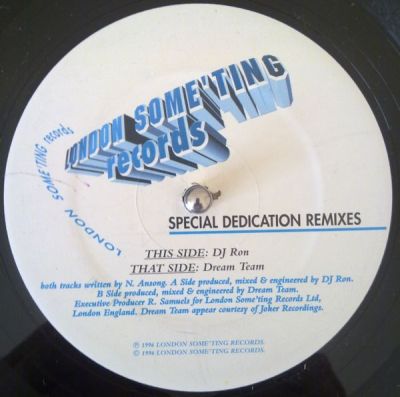 LONDON SOME'TING
records
LONDON SOME'TING records
SPECIAL DEDICATION REMIXES
THIS SIDE: DJ Ron
THAT SIDE: Dream Team
both tracks written by N. Ansong. A Side produced, mixed & engineered by DJ Ron.
B Side produced, mixed & engineered by Dream Team.
Executive Producer R. Samuels for London Some'ting Records Ltd,
London England. Dream Team appear courtesy of Joker Recordings.
℗ 1996 LONDON SOME'TING RECORDS.
© 1996 LONDON SOME'TING RECORDS.